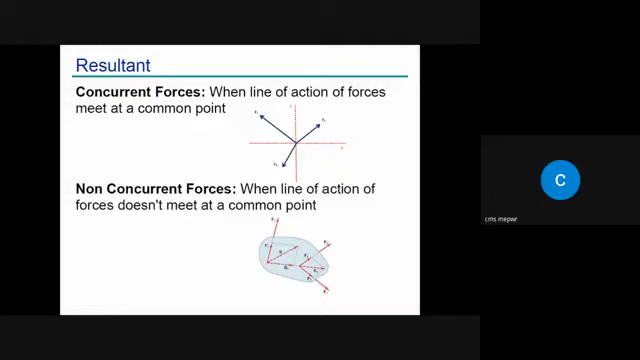 Resultant
Concurrent Forces: When line of action of forces
meet at a common point
Non Concurrent Forces: When line of action of
forces doesn't meet at a common point
C
cms mepwr